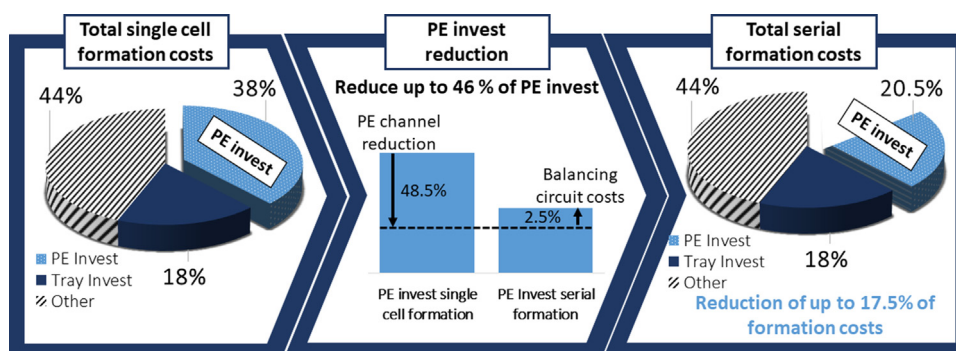 Total single cell
formation costs
44%
38%
PE invest
18%
PE Invest
Tray Invest
Other
PE invest
reduction
Reduce up to 46 % of PE invest
PE channel
reduction
48.5%
Balancing
circuit costs
2.5%
PE invest single
cell formation
PE Invest serial
formation
Total serial
formation costs
44%
20.5%
PE invest
18%
PE Invest
Tray Invest
Other
Reduction of up to 17.5% of
formation costs